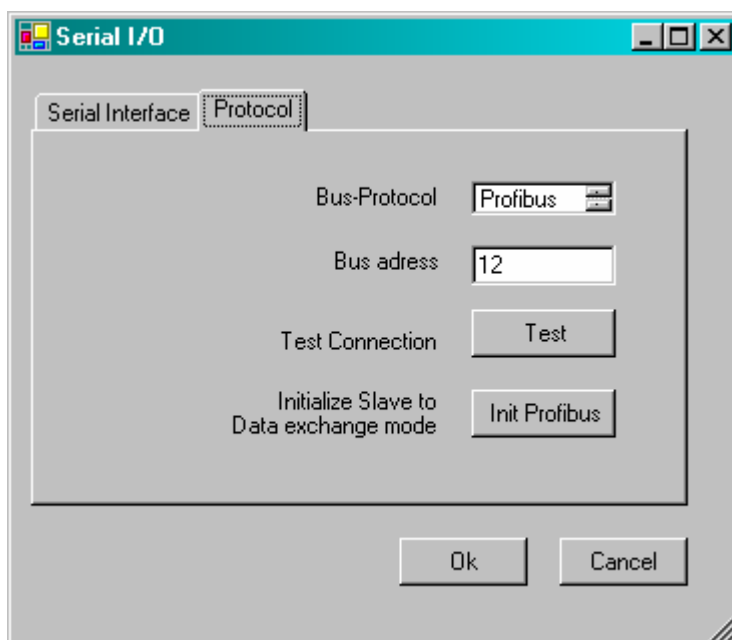 Serial I/O
Serial Interface
Protocol
Bus-Protocol
Profibus
Bus adress
12
Test Connection
Test
Initialize Slave to
Data exchange mode
Init Profibus
Ok
Cancel